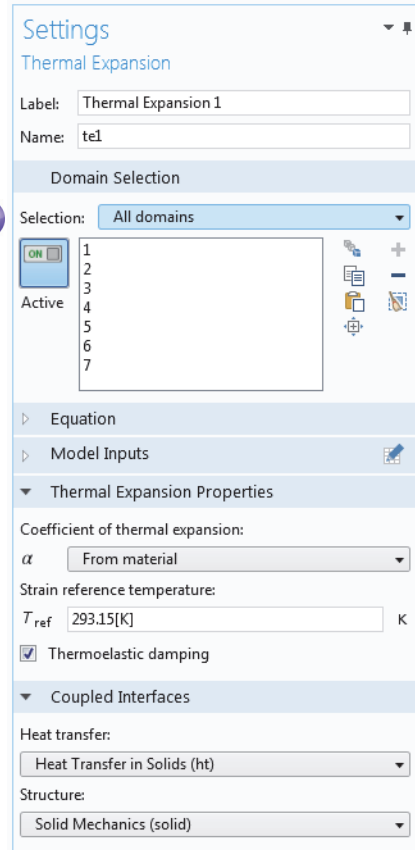 Settings
Thermal Expansion
Label: Thermal Expansion 1
Name: te1
Domain Selection
Selection: All domains
ON
Active
1
2
3
4
5
6
7
Equation
Model Inputs
Thermal Expansion Properties
Coefficient of thermal expansion:
α From material
Strain reference temperature:
T ref 293.15[K] K
Thermoelastic damping
Coupled Interfaces
Heat transfer:
Heat Transfer in Solids (ht)
Structure:
Solid Mechanics (solid)